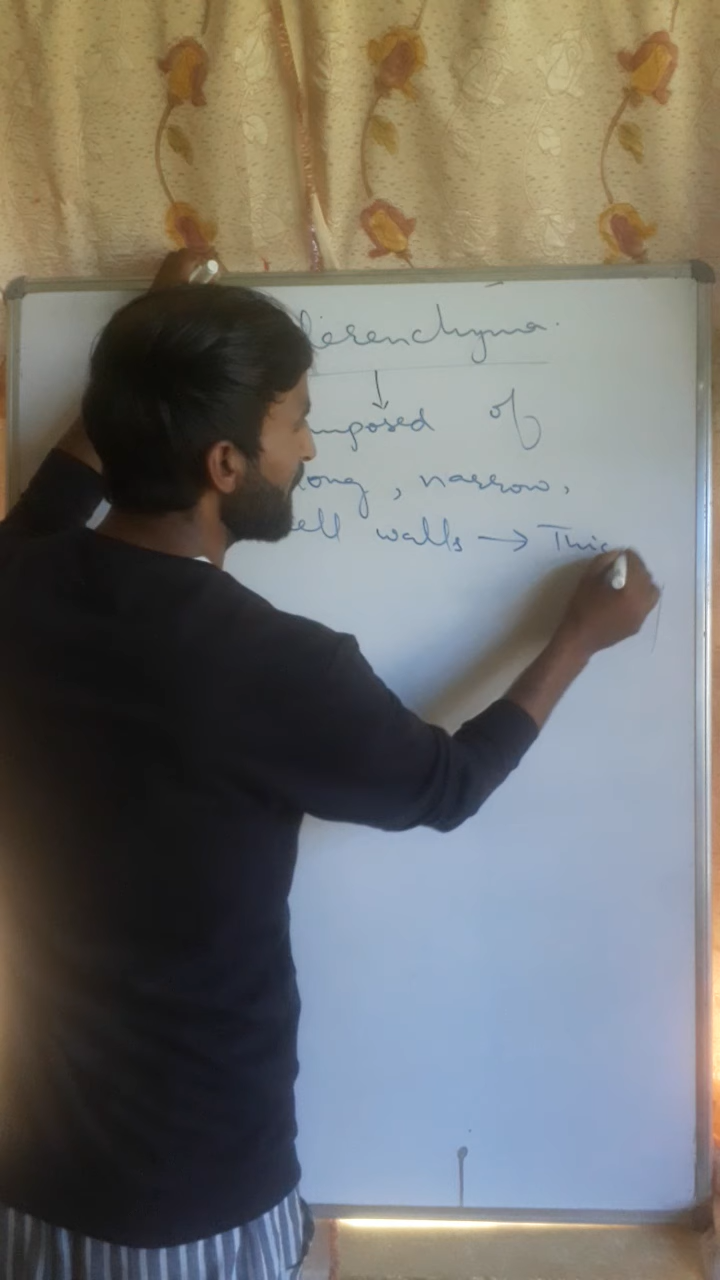 lerenchyma.
mposed of
long, narrow,
ell walls → Thic